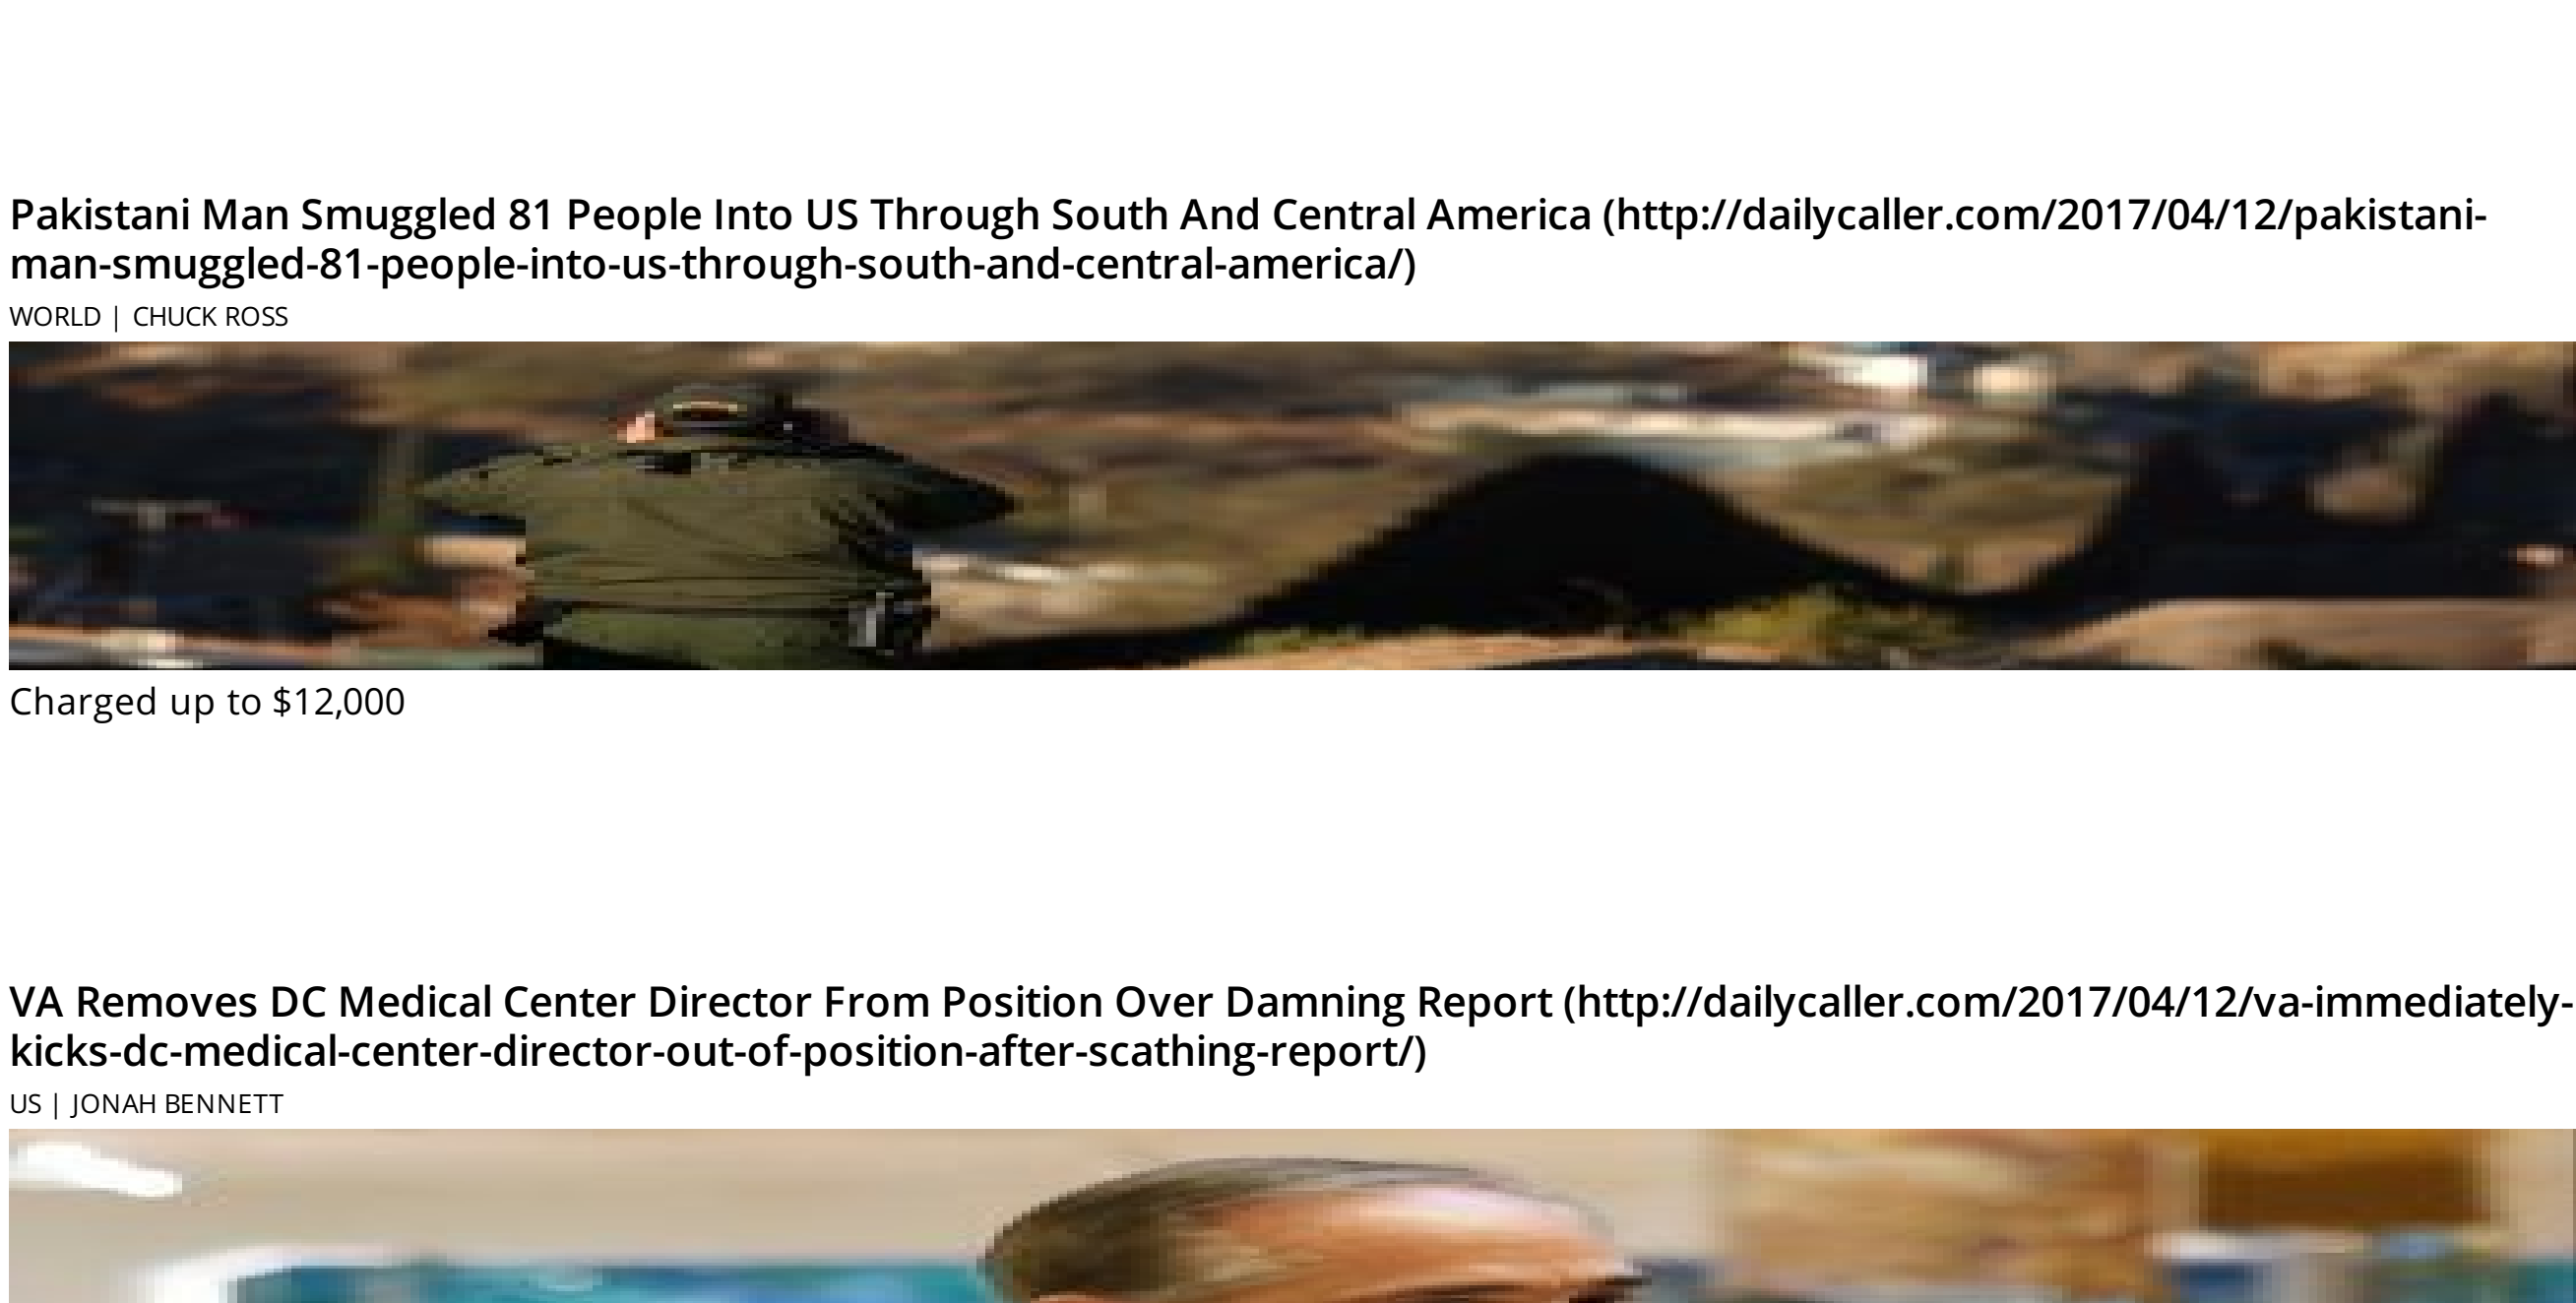 Pakistani Man Smuggled 81 People Into US Through South And Central America (http://dailycaller.com/2017/04/12/pakistani-
man-smuggled-81-people-into-us-through-south-and-central-america/)
WORLD | CHUCK ROSS
Charged up to $12,000
VA Removes DC Medical Center Director From Position Over Damning Report (http://dailycaller.com/2017/04/12/va-immediately-
kicks-dc-medical-center-director-out-of-position-after-scathing-report/)
US | JONAH BENNETT